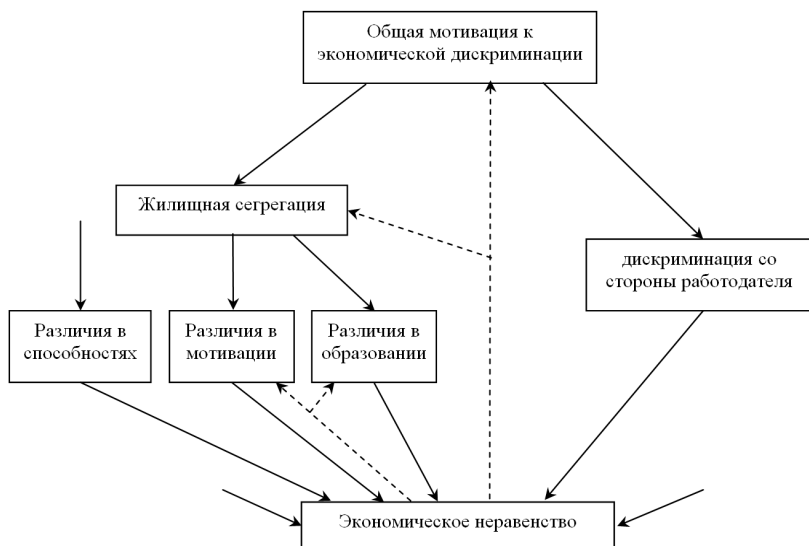 Общая мотивация к
экономической дискриминации
Жилищная сегрегация
дискриминация со
стороны работодателя
Различия в
способностях
Различия в
мотивации
Различия в
образовании
Экономическое неравенство